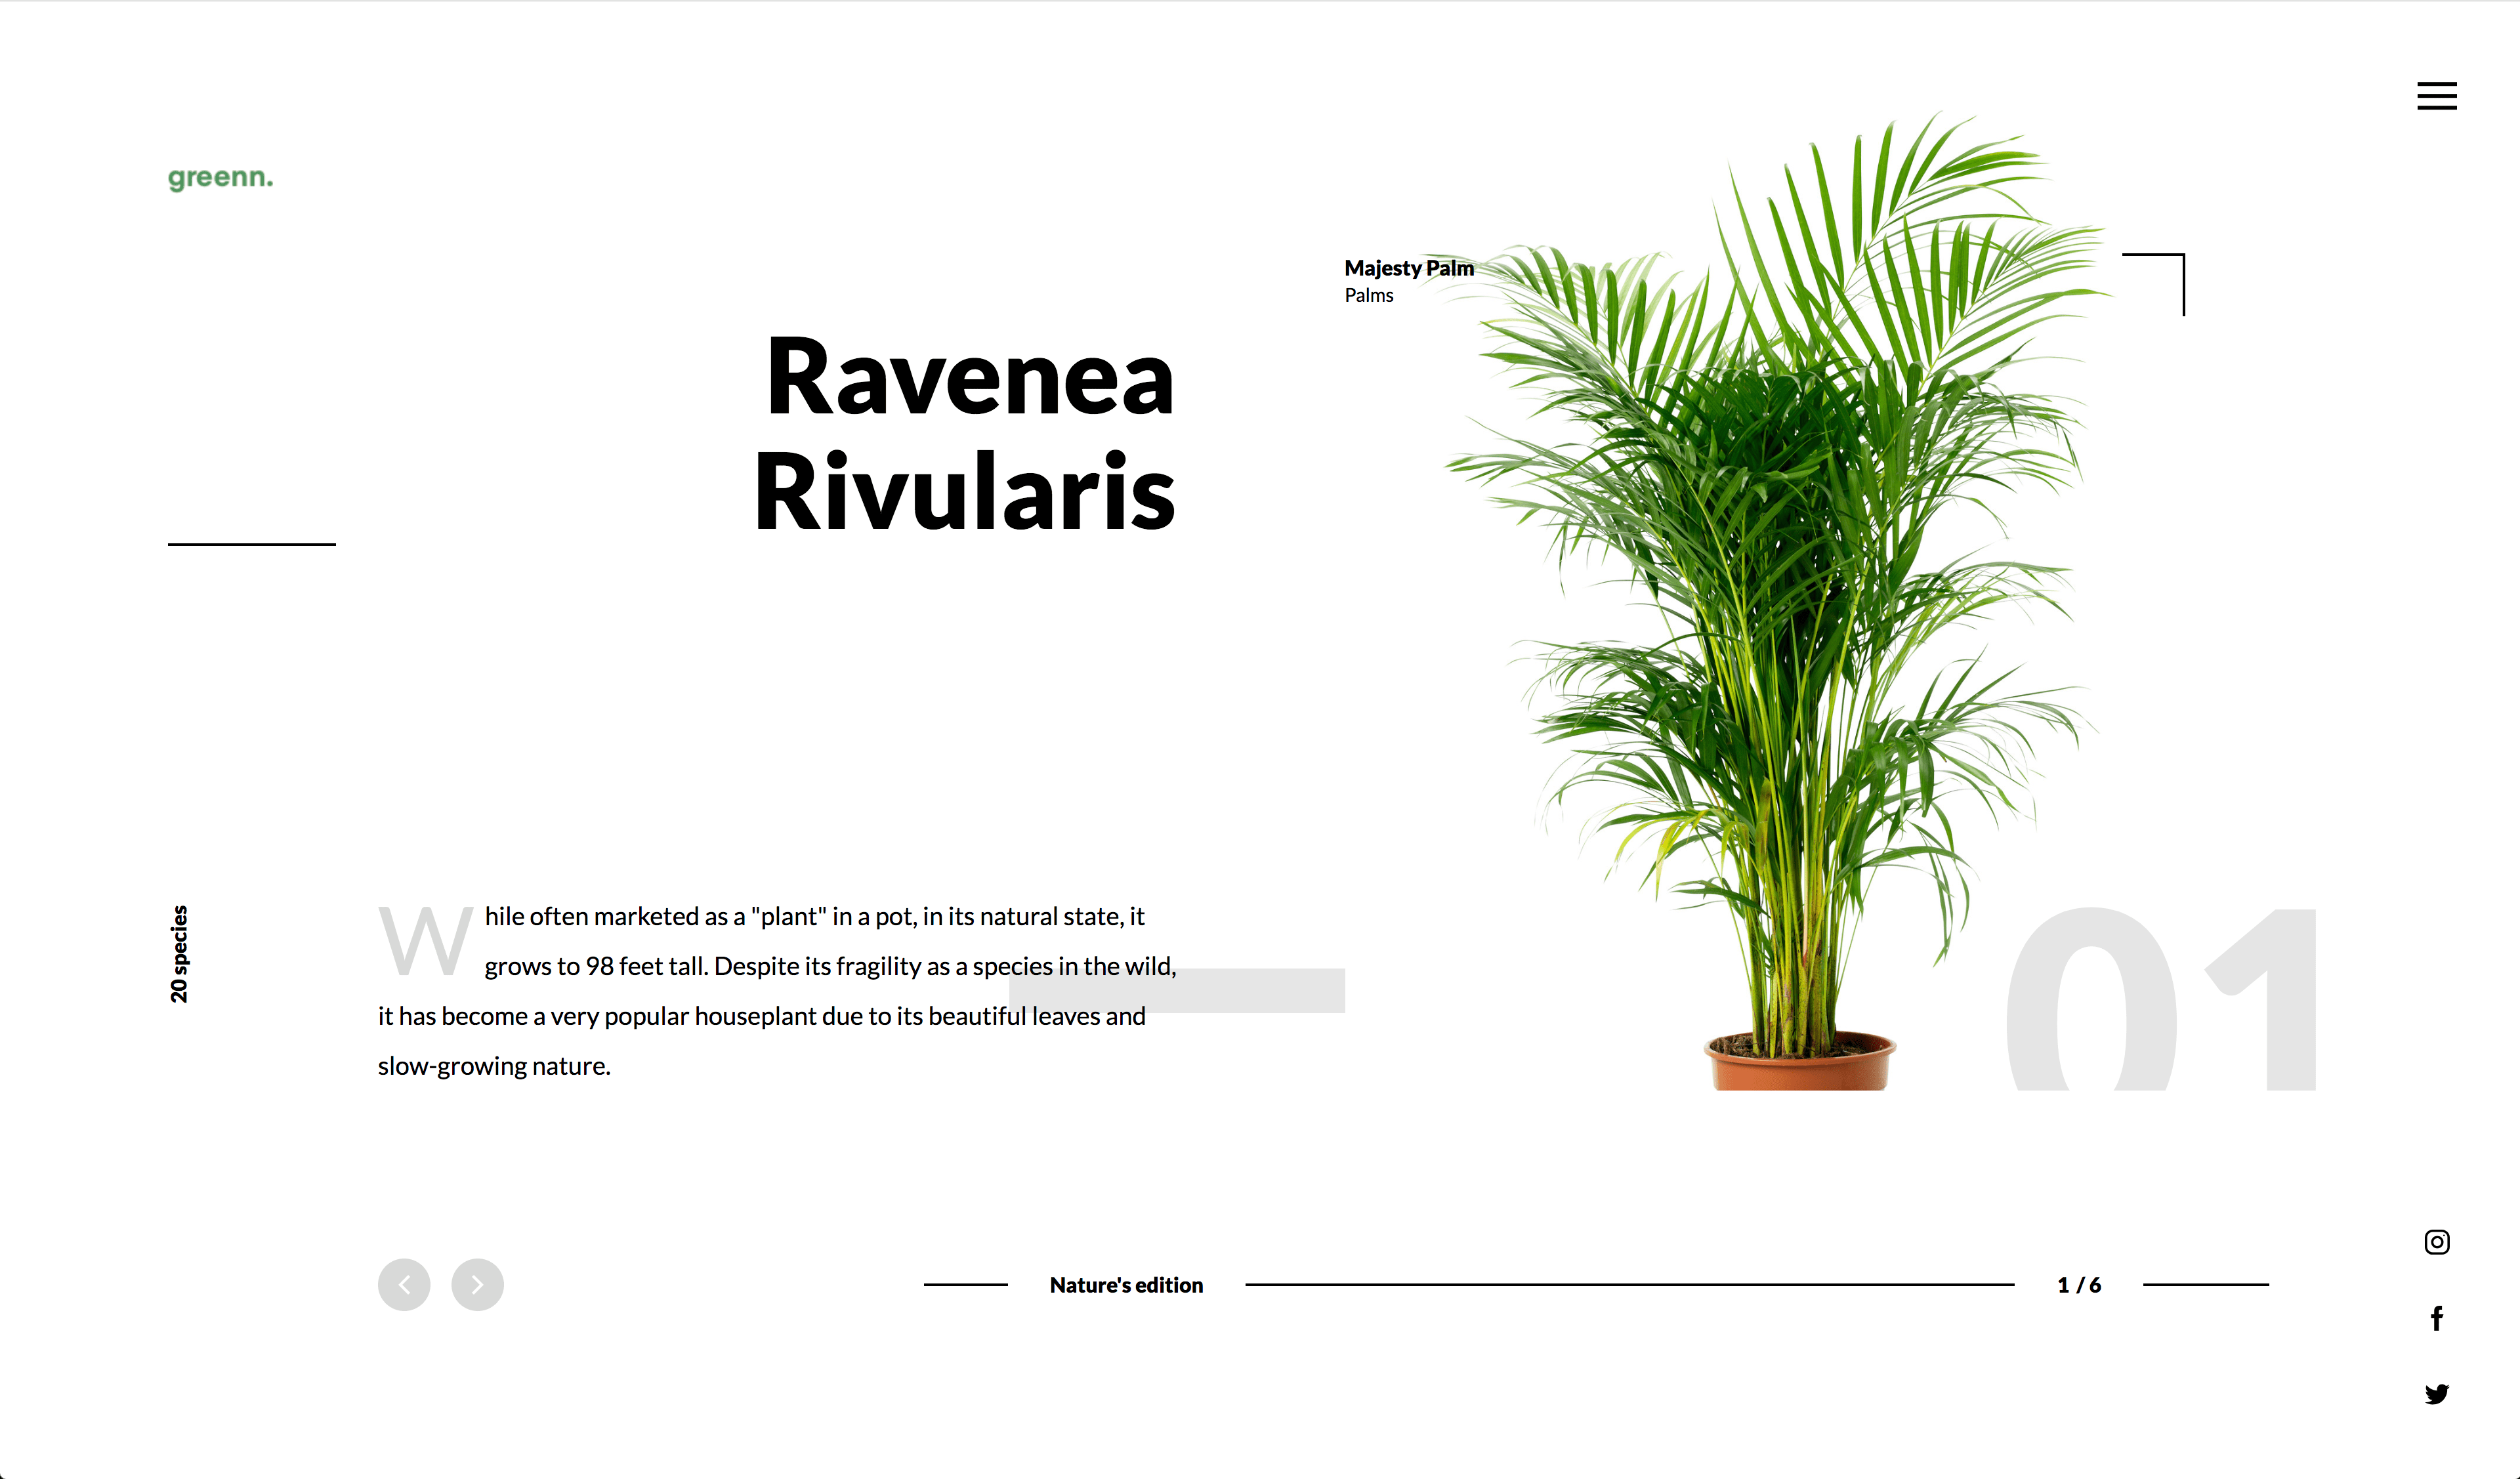 greenn.
Majesty Palm
Palms
Ravenea
Rivularis
20 species
While often marketed as a "plant" in a pot, in its natural state, it
grows to 98 feet tall. Despite its fragility as a species in the wild,
it has become a very popular houseplant due to its beautiful leaves and
slow-growing nature.
01
Nature's edition
1 / 6